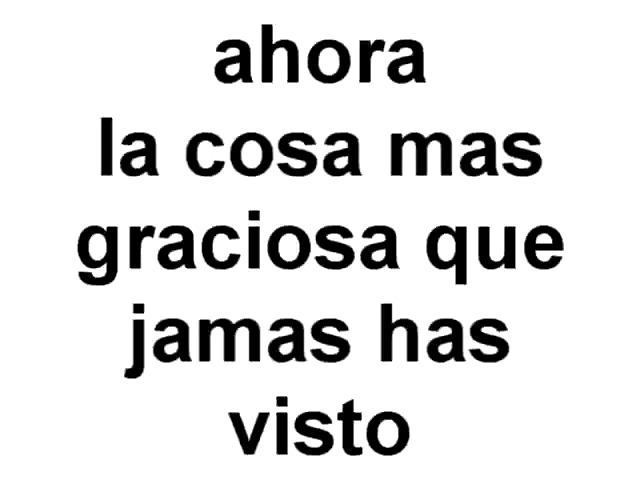 ahora
la cosa mas
graciosa que
jamas has
visto